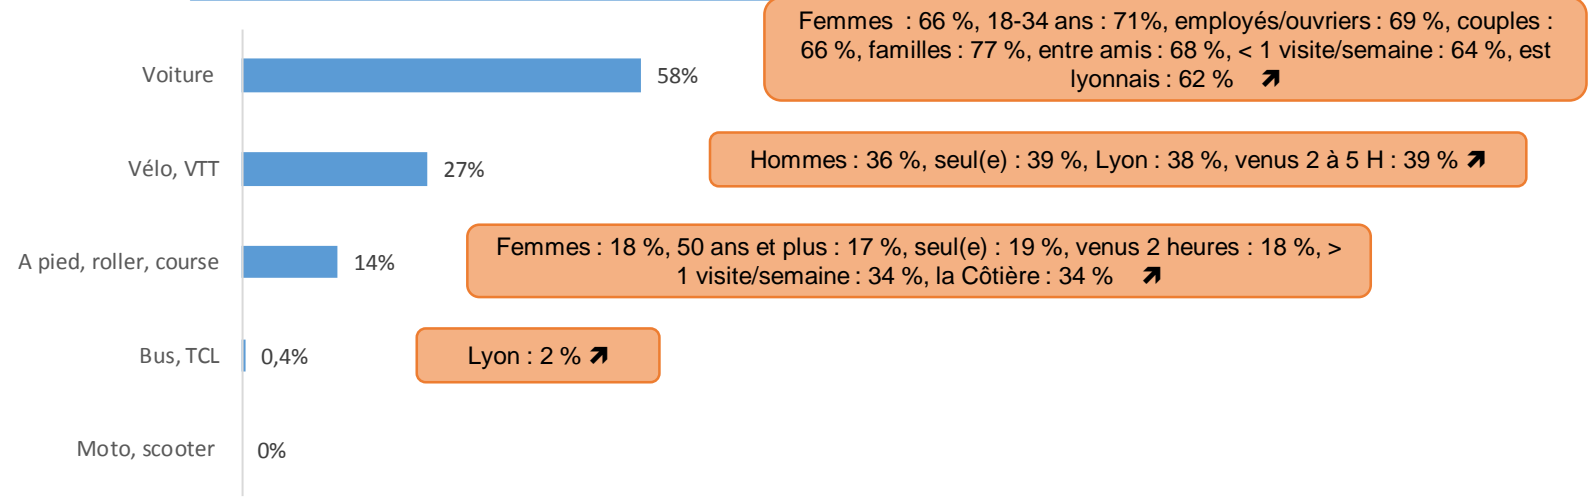 Femmes : 66 %, 18-34 ans : 71%, employés/ouvriers : 69 %, couples :
66 %, familles : 77 %, entre amis : 68 %, < 1 visite/semaine : 64 %, est
lyonnais : 62 % ↗
Voiture 58%
Vélo, VTT 27%
Hommes : 36 %, seul(e) : 39 %, Lyon : 38 %, venus 2 à 5 H : 39 % ↗
Femmes : 18 %, 50 ans et plus : 17 %, seul(e) : 19 %, venus 2 heures : 18 %, >
1 visite/semaine : 34 %, la Côtière : 34 % ↗
A pied, roller, course 14%
Bus, TCL 0,4%
Lyon : 2 % ↗
Moto, scooter 0%